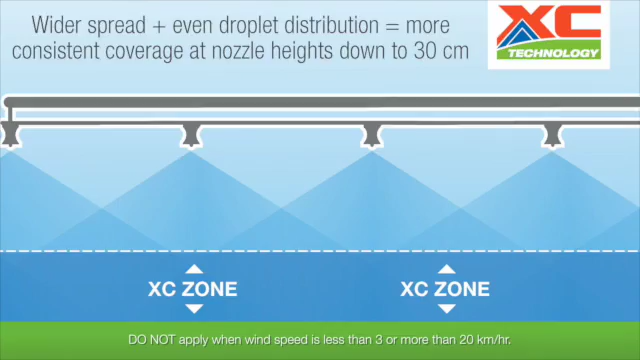 Wider spread + even droplet distribution = more
consistent coverage at nozzle heights down to 30 cm
XC
TECHNOLOGY
XC ZONE
XC ZONE
DO NOT apply when wind speed is less than 3 or more than 20 km/hr.